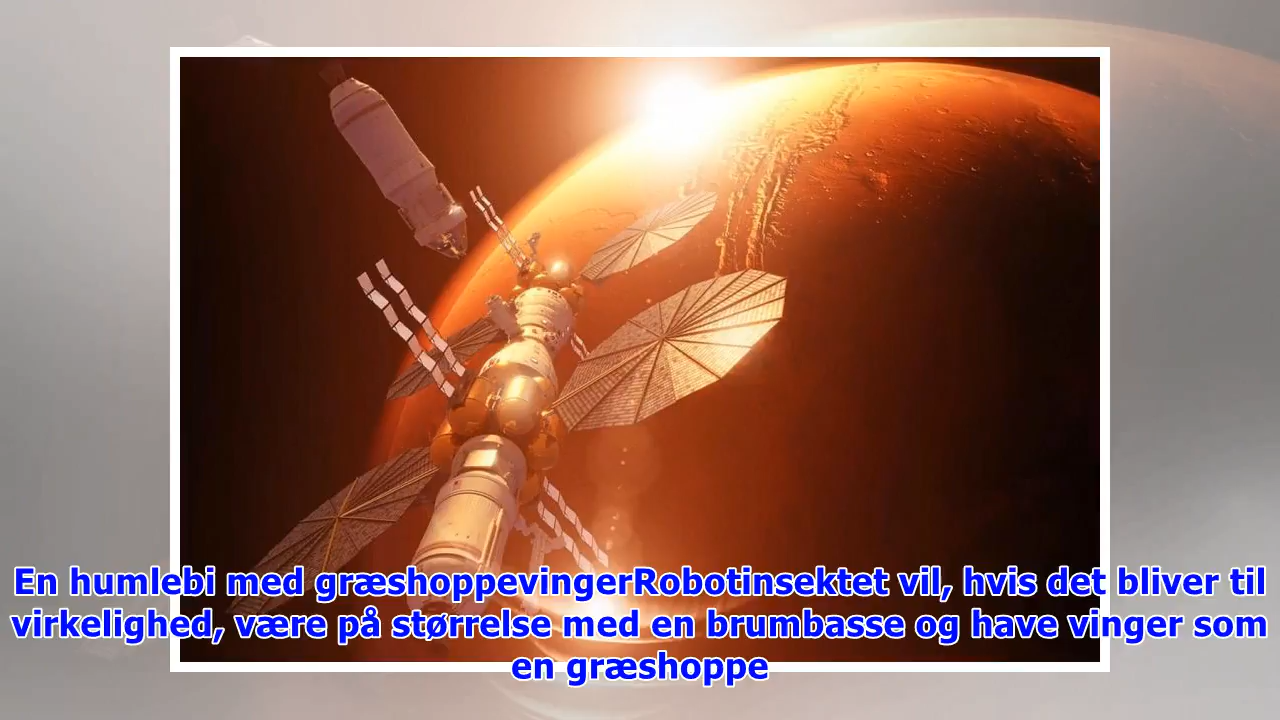 En humlebi med græshoppevingerRobotinsektet vil, hvis det bliver til
virkelighed, være på størrelse med en brumbasse og have vinger som
en græshoppe